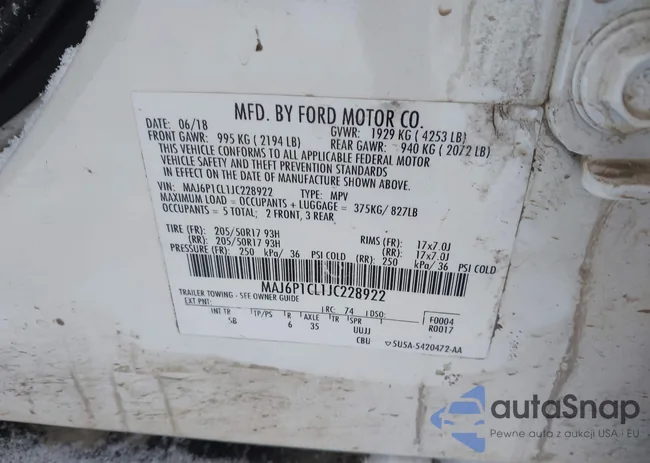 MFD. BY FORD MOTOR CO.
DATE: 06/18 GVWR: 1929 KG ( 4253 LB)
FRONT GAWR: 995 KG ( 2194 LB) REAR GAWR: 940 KG ( 2072 LB)
THIS VEHICLE CONFORMS TO ALL APPLICABLE FEDERAL MOTOR
VEHICLE SAFETY AND THEFT PREVENTION STANDARDS
IN EFFECT ON THE DATE OF MANUFACTURE SHOWN ABOVE.
VIN: MAJ6P1CL1JC228922 TYPE: MPV
MAXIMUM LOAD = OCCUPANTS + LUGGAGE = 375KG/ 827LB
OCCUPANTS = 5 TOTAL; 2 FRONT, 3 REAR
TIRE (FR): 205/50R17 93H RIMS (FR): 17x7.0J
(RR): 205/50R17 93H (RR): 17x7.0J
PRESSURE (FR): 250 kPa/ 36 PSI COLD (RR): 250 kPa/ 36 PSI COLD
MAJ6P1CL1JC228922
TRAILER TOWING - SEE OWNER GUIDE
EXT PNT: RC: 74 DSO: F0004
R0017
INT TR TP/PS R AXLE TR SPR
5B 6 35 UUJJ
CBU 5U5A-5420472-AA
autaSnap
Pewne auta z aukcji USA i EU